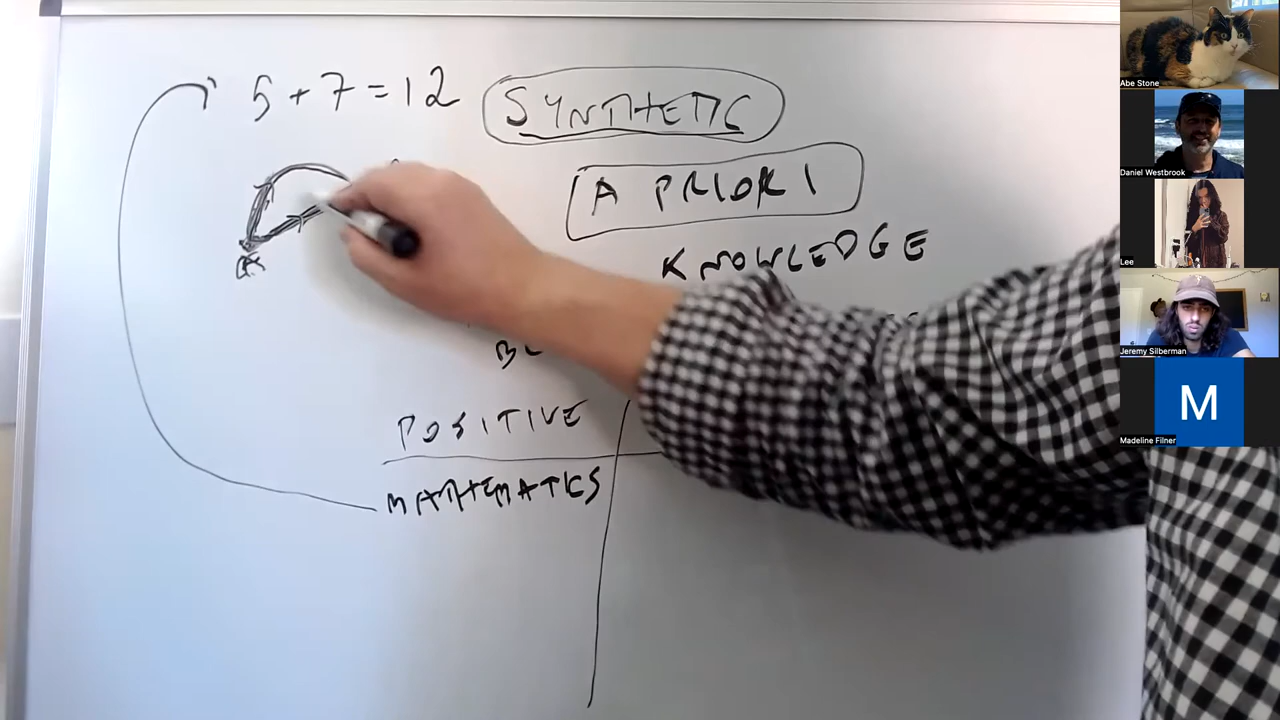 5 + 7 = 12
SYNTHETIC
A PRIORI
KNOWLEDGE
POSITIVE
MATHEMATICS
Abe Stone
Daniel Westbrook
Lee
Jeremy Silberman
M
Madeline Filner